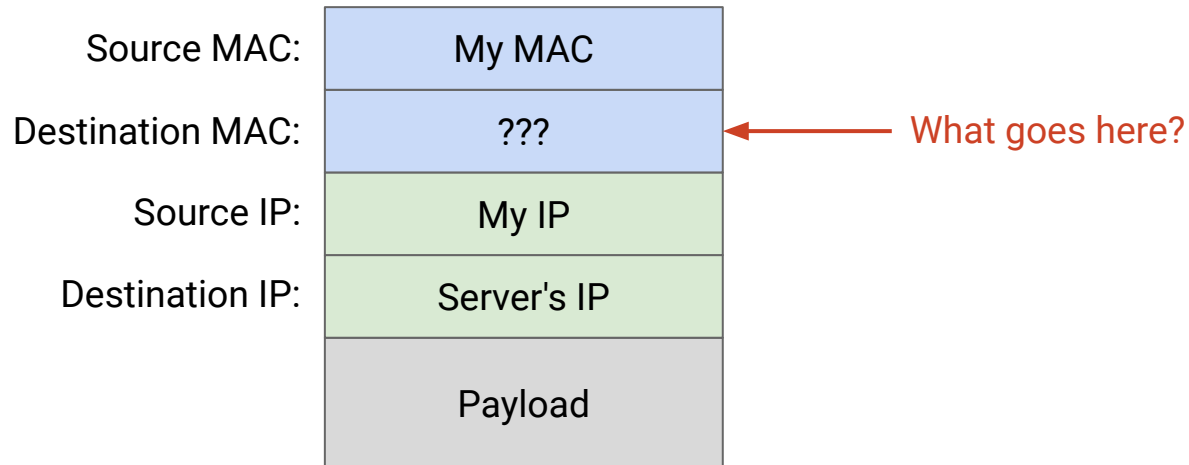 Source MAC: My MAC
Destination MAC: ??? What goes here?
Source IP: My IP
Destination IP: Server's IP
Payload